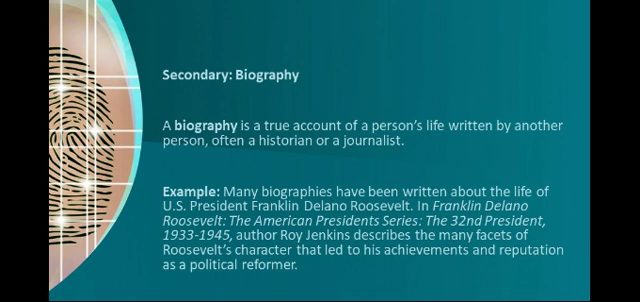 Secondary: Biography
A biography is a true account of a person's life written by another
person, often a historian or a journalist.
Example: Many biographies have been written about the life of
U.S. President Franklin Delano Roosevelt. In Franklin Delano
Roosevelt: The American Presidents Series: The 32nd President,
1933-1945, author Roy Jenkins describes the many facets of
Roosevelt's character that led to his achievements and reputation
as a political reformer.